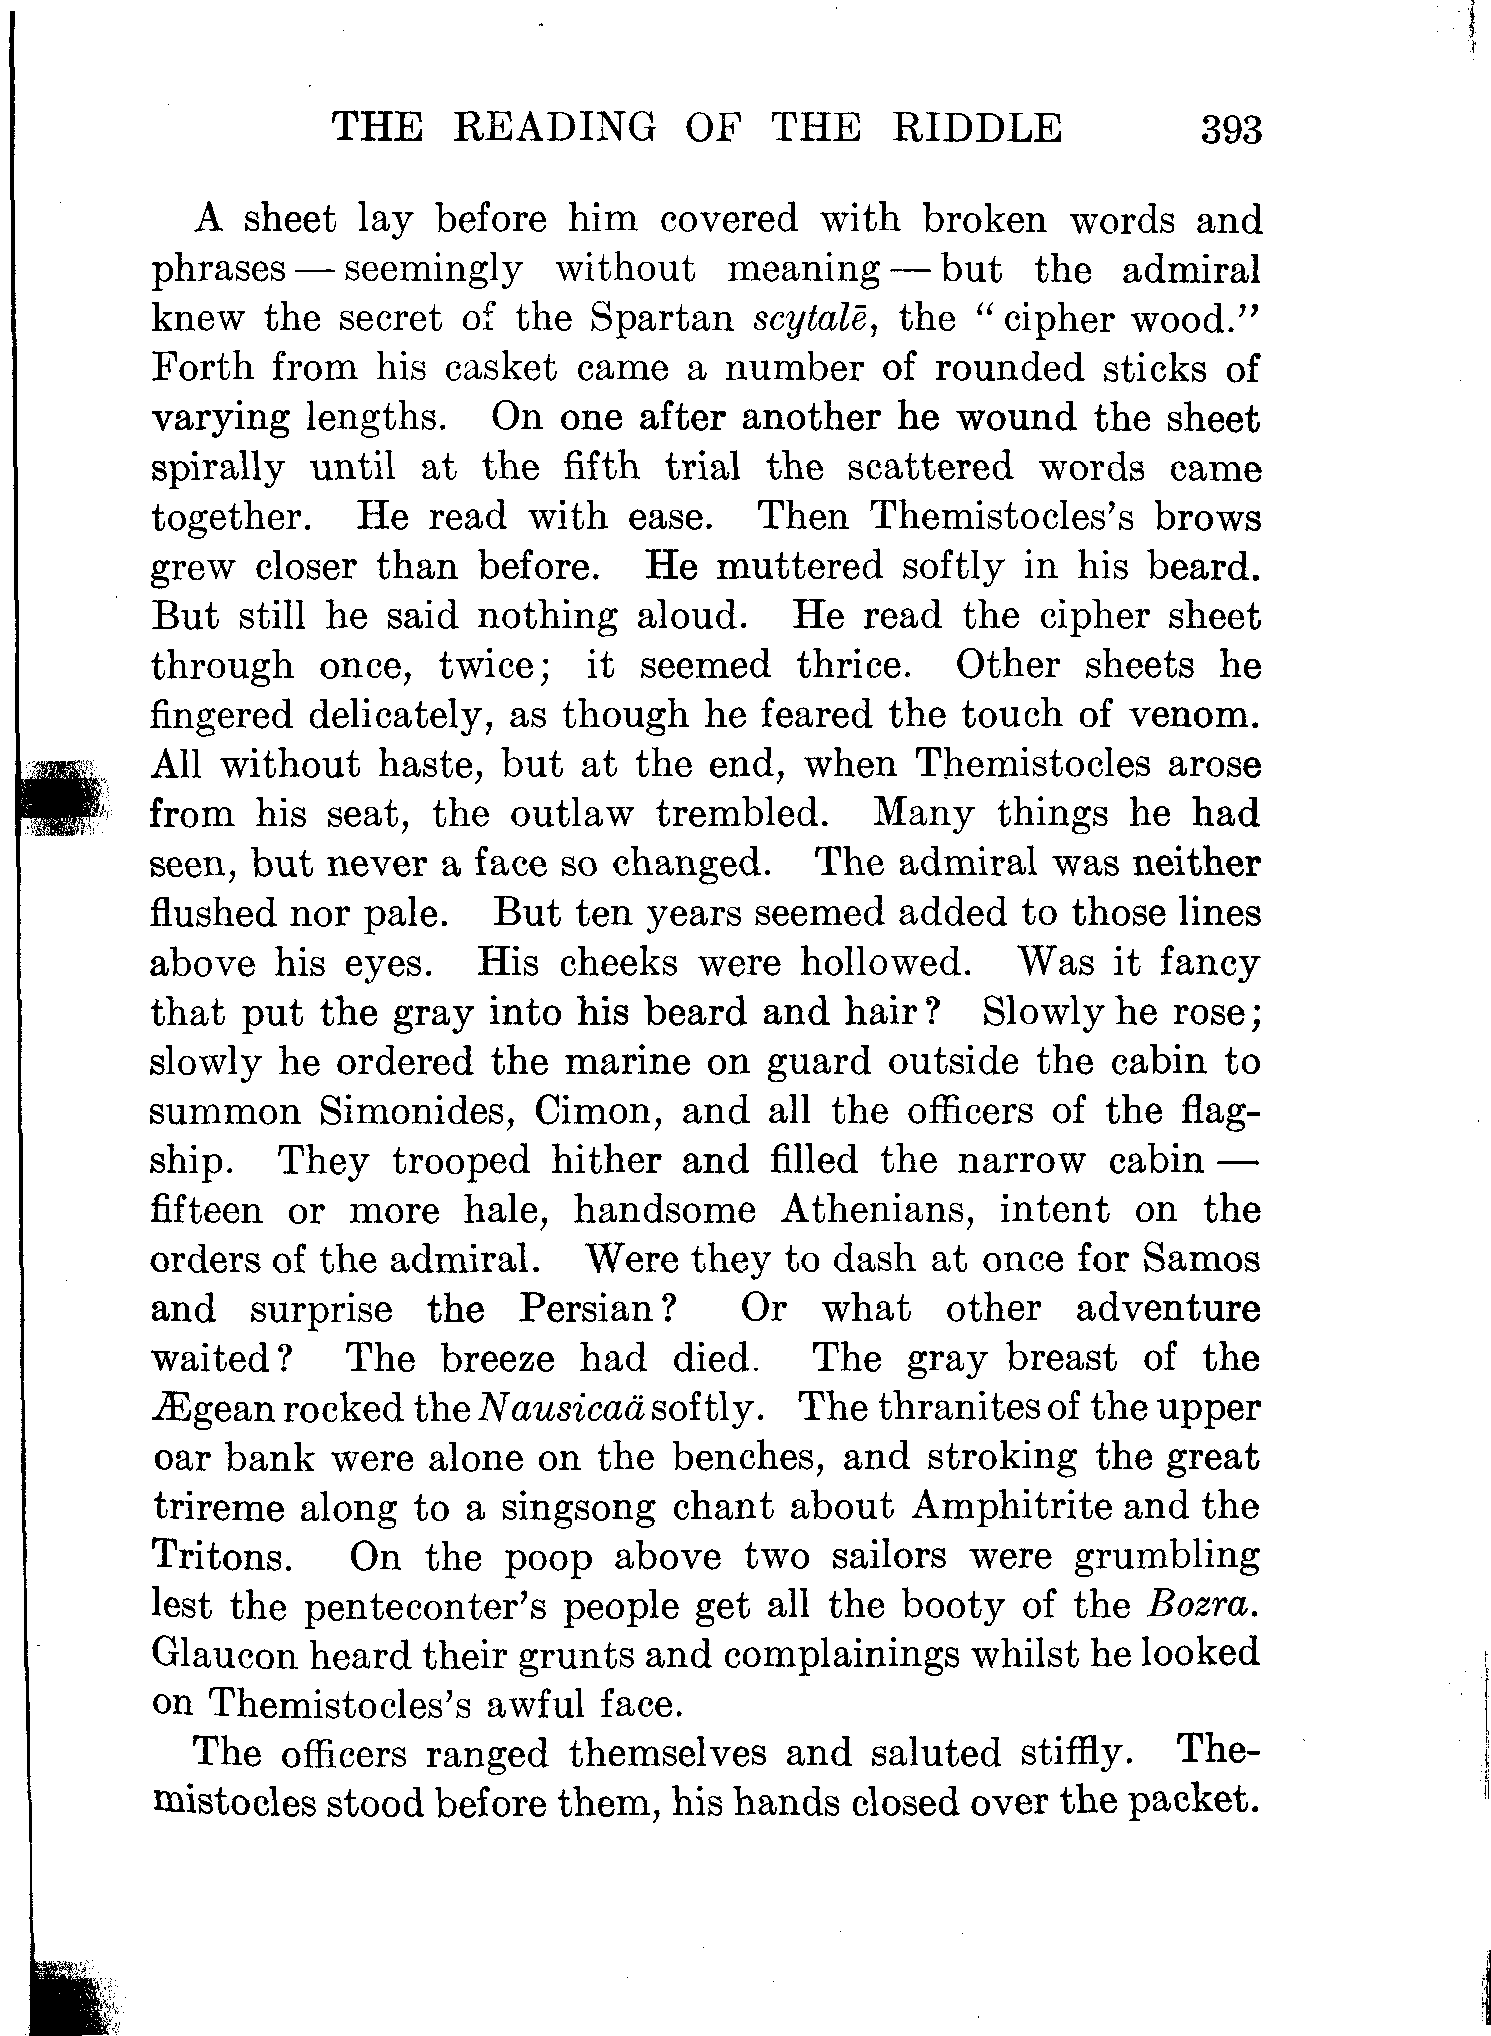 THE READING OF THE RIDDLE 393
A sheet lay before him covered with broken words and
phrases — seemingly without meaning — but the admiral
knew the secret of the Spartan scytalē, the “cipher wood.”
Forth from his casket came a number of rounded sticks of
varying lengths. On one after another he wound the sheet
spirally until at the fifth trial the scattered words came
together. He read with ease. Then Themistocles’s brows
grew closer than before. He muttered softly in his beard.
But still he said nothing aloud. He read the cipher sheet
through once, twice; it seemed thrice. Other sheets he
fingered delicately, as though he feared the touch of venom.
All without haste, but at the end, when Themistocles arose
from his seat, the outlaw trembled. Many things he had
seen, but never a face so changed. The admiral was neither
flushed nor pale. But ten years seemed added to those lines
above his eyes. His cheeks were hollowed. Was it fancy
that put the gray into his beard and hair? Slowly he rose;
slowly he ordered the marine on guard outside the cabin to
summon Simonides, Cimon, and all the officers of the flag-
ship. They trooped hither and filled the narrow cabin —
fifteen or more hale, handsome Athenians, intent on the
orders of the admiral. Were they to dash at once for Samos
and surprise the Persian? Or what other adventure
waited? The breeze had died. The gray breast of the
Ægean rocked the Nausicaä softly. The thranites of the upper
oar bank were alone on the benches, and stroking the great
trireme along to a singsong chant about Amphitrite and the
Tritons. On the poop above two sailors were grumbling
lest the penteconter’s people get all the booty of the Bozra.
Glaucon heard their grunts and complainings whilst he looked
on Themistocles’s awful face.
The officers ranged themselves and saluted stiffly. The-
mistocles stood before them, his hands closed over the packet.